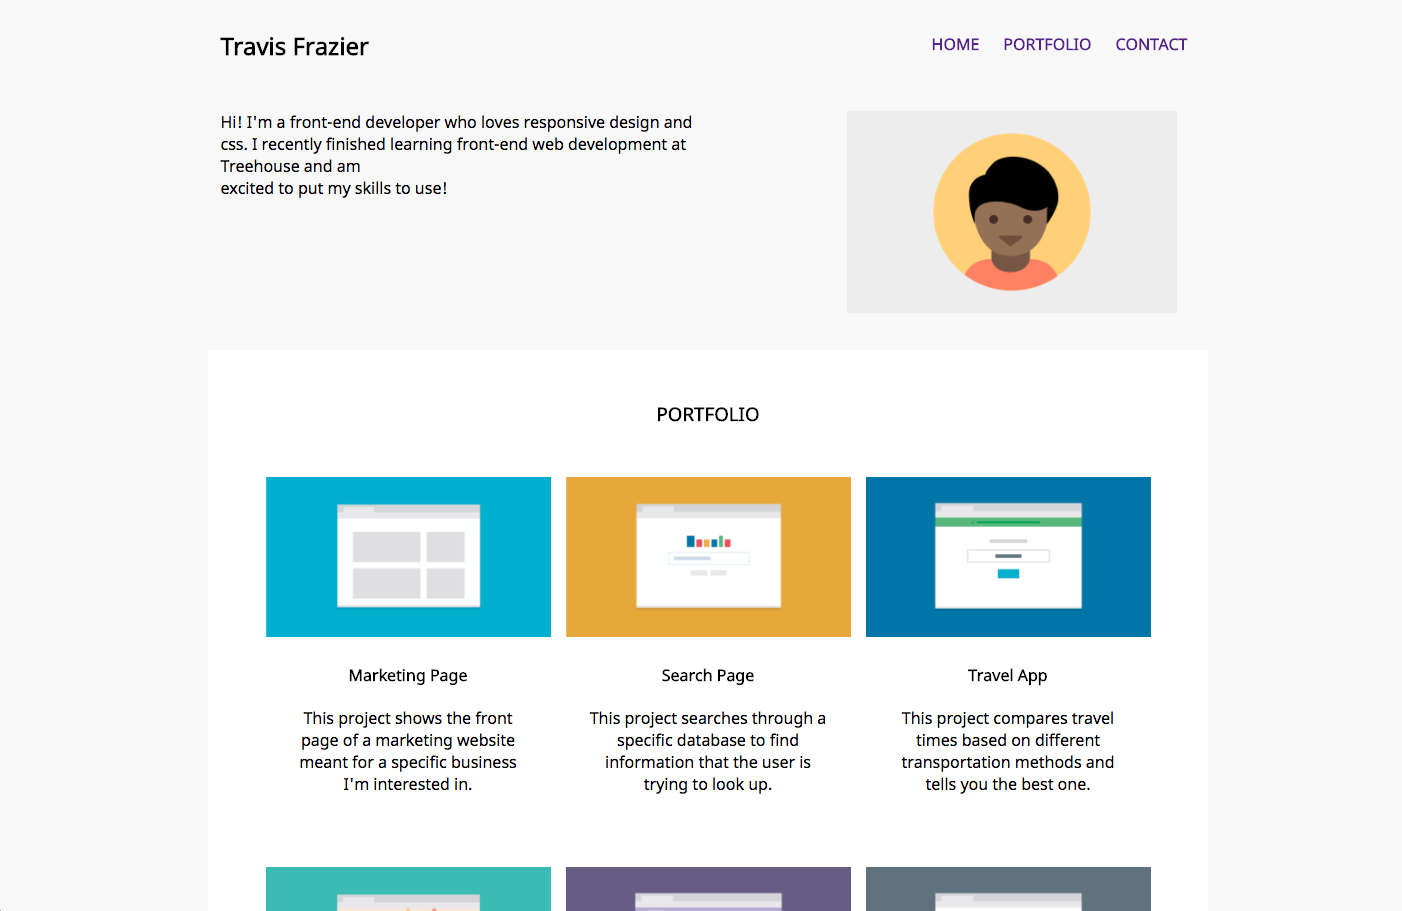 Travis Frazier
HOME PORTFOLIO CONTACT
Hi! I'm a front-end developer who loves responsive design and
css. I recently finished learning front-end web development at
Treehouse and am
excited to put my skills to use!
PORTFOLIO
Marketing Page
This project shows the front
page of a marketing website
meant for a specific business
I'm interested in.
Search Page
This project searches through a
specific database to find
information that the user is
trying to look up.
Travel App
This project compares travel
times based on different
transportation methods and
tells you the best one.